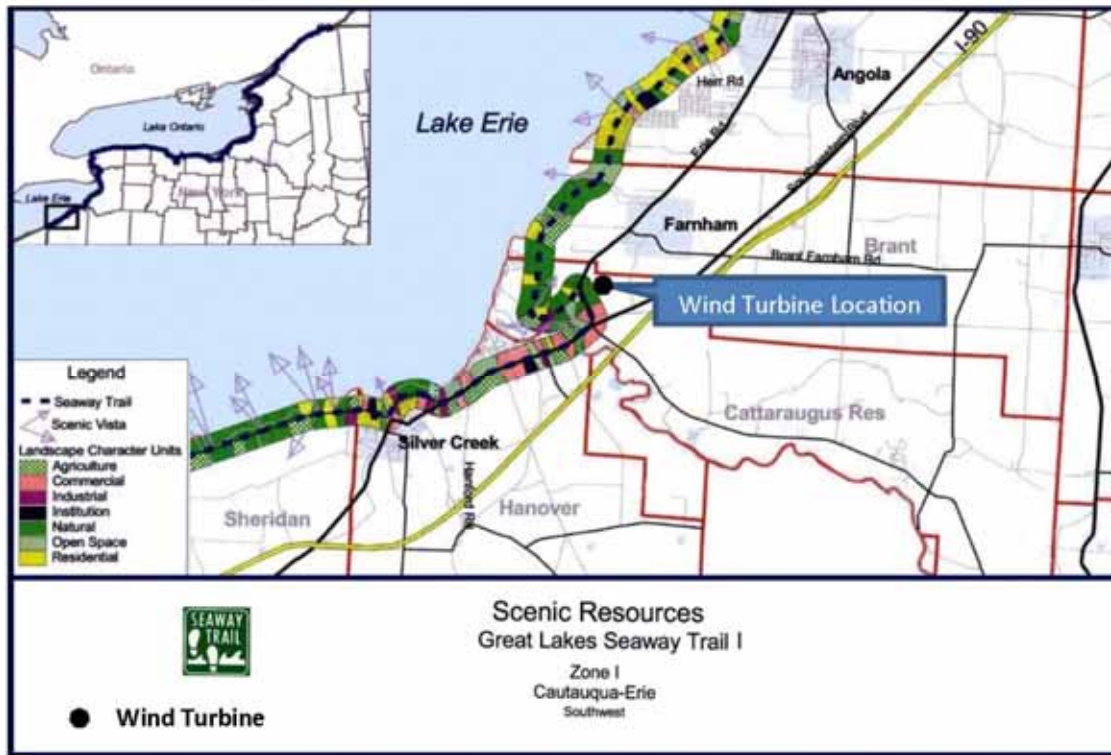 Ontario
Lake Ontario
New York
Lake Erie
Lake Erie
I-90
Angola
Herr Rd
Erie Rd
Farnham
Brant
Brant Farnham Rd
Wind Turbine Location
Cattaraugus Res
Silver Creek
Hanford Rd
Hanover
Sheridan
Legend
Seaway Trail
Scenic Vista
Landscape Character Units
Agriculture
Commercial
Industrial
Institution
Natural
Open Space
Residential
SEAWAY
TRAIL
Scenic Resources
Great Lakes Seaway Trail I
Zone I
Cautauqua-Erie
Southwest
Wind Turbine